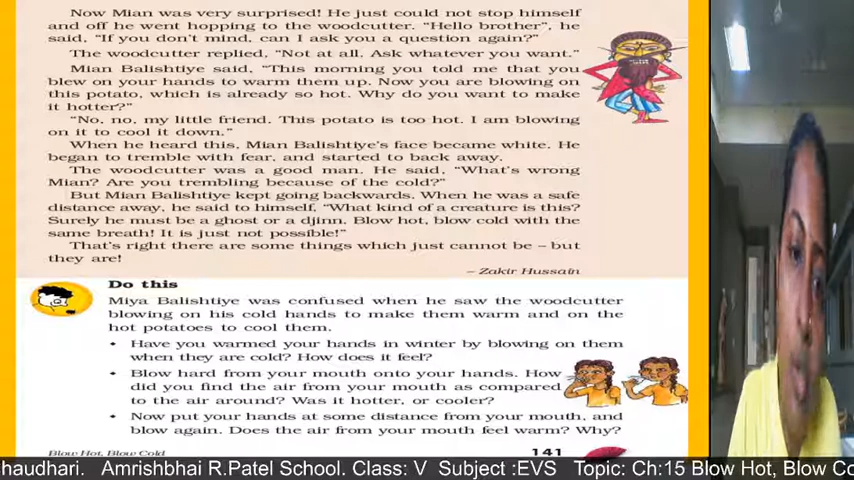 Now Mian was very surprised! He just could not stop himself
and off he went hopping to the woodcutter. “Hello brother”, he
said, “If you don't mind, can I ask you a question again?”
The woodcutter replied, “Not at all. Ask whatever you want.”
Mian Balishtiye said, “This morning you told me that you
blew on your hands to warm them up. Now you are blowing on
this potato, which is already so hot. Why do you want to make
it hotter?”
“No, no, my little friend. This potato is too hot. I am blowing
on it to cool it down.”
When he heard this, Mian Balishtiye's face became white. He
began to tremble with fear, and started to back away.
The woodcutter was a good man. He said, “What's wrong
Mian? Are you trembling because of the cold?”
But Mian Balishtiye kept going backwards. When he was a safe
distance away, he said to himself, “What kind of a creature is this?
Surely he must be a ghost or a djinn. Blow hot, blow cold with the
same breath! It is just not possible!”
That's right there are some things which just cannot be – but
they are!
– Zakir Hussain
Do this
Miya Balishtiye was confused when he saw the woodcutter
blowing on his cold hands to make them warm and on the
hot potatoes to cool them.
• Have you warmed your hands in winter by blowing on them
when they are cold? How does it feel?
• Blow hard from your mouth onto your hands. How
did you find the air from your mouth as compared
to the air around? Was it hotter, or cooler?
• Now put your hands at some distance from your mouth, and
blow again. Does the air from your mouth feel warm? Why?
Blow Hot, Blow Cold
141
chaudhari. Amrishbhai R.Patel School. Class: V Subject :EVS Topic: Ch:15 Blow Hot, Blow Co